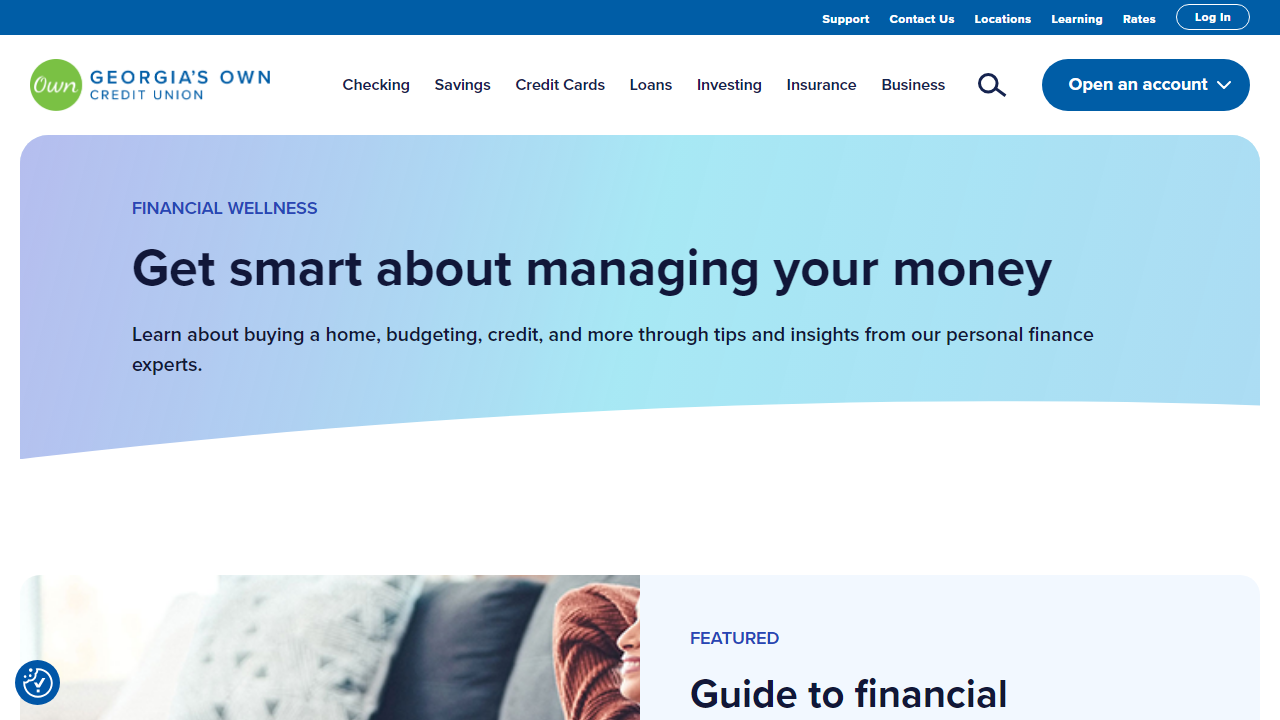 Support Contact Us Locations Learning Rates Log In
Own GEORGIA'S OWN
CREDIT UNION
Checking Savings Credit Cards Loans Investing Insurance Business Open an account
FINANCIAL WELLNESS
Get smart about managing your money
Learn about buying a home, budgeting, credit, and more through tips and insights from our personal finance
experts.
FEATURED
Guide to financial